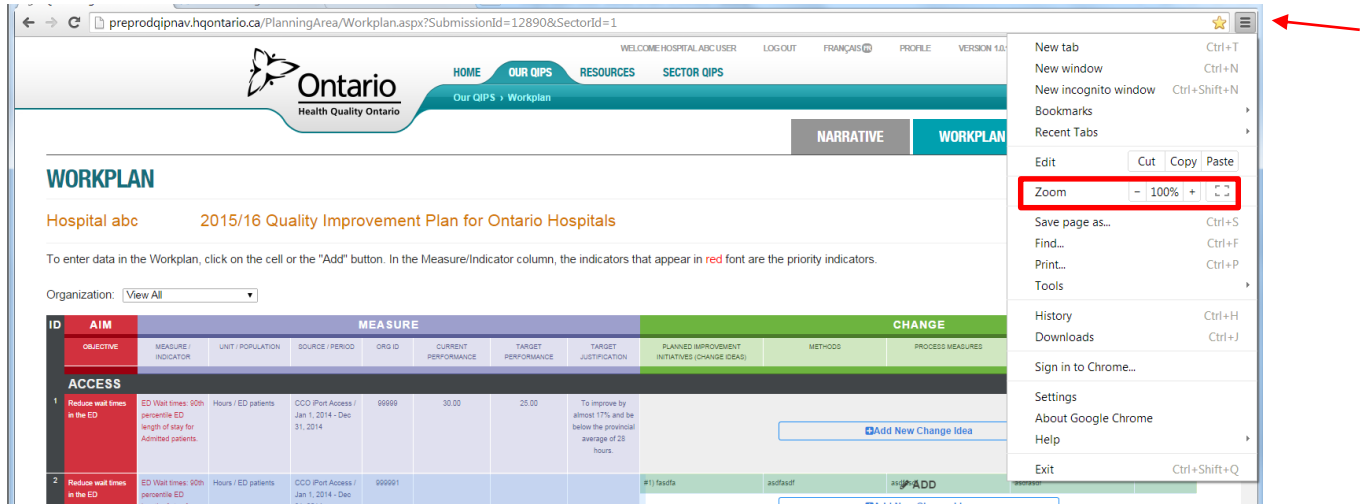 preprodqipnav.hqontario.ca/PlanningArea/Workplan.aspx?SubmissionId=12890&SectorId=1
WELCOME HOSPITAL ABC USER LOG OUT FRANÇAIS FR PROFILE VERSION 1.0.
Ontario
Health Quality Ontario
HOME OUR QIPS RESOURCES SECTOR QIPS
Our QIPS › Workplan
NARRATIVE WORKPLAN
WORKPLAN
Hospital abc 2015/16 Quality Improvement Plan for Ontario Hospitals
To enter data in the Workplan, click on the cell or the "Add" button. In the Measure/Indicator column, the indicators that appear in red font are the priority indicators.
Organization: View All
ID AIM MEASURE CHANGE
OBJECTIVE
MEASURE /
INDICATOR
UNIT / POPULATION
SOURCE / PERIOD
ORG ID
CURRENT
PERFORMANCE
TARGET
PERFORMANCE
TARGET
JUSTIFICATION
PLANNED IMPROVEMENT
INITIATIVES (CHANGE IDEAS)
METHODS
PROCESS MEASURES
ACCESS
1
Reduce wait times
in the ED
ED Wait times: 90th
percentile ED
length of stay for
Admitted patients.
Hours / ED patients
CCO iPort Access /
Jan 1, 2014 - Dec
31, 2014
99999
30.00
25.00
To improve by
almost 17% and be
below the provincial
average of 28
hours.
Add New Change Idea
2
Reduce wait times
in the ED
ED Wait times: 90th
percentile ED
Hours / ED patients
CCO iPort Access /
Jan 1, 2014 - Dec
999991
#1) fasdfa
asdfasdf
ADD
New tab Ctrl+T
New window Ctrl+N
New incognito window Ctrl+Shift+N
Bookmarks
Recent Tabs
Edit Cut Copy Paste
Zoom - 100% +
Save page as... Ctrl+S
Find... Ctrl+F
Print... Ctrl+P
Tools
History Ctrl+H
Downloads Ctrl+J
Sign in to Chrome...
Settings
About Google Chrome
Help
Exit Ctrl+Shift+Q